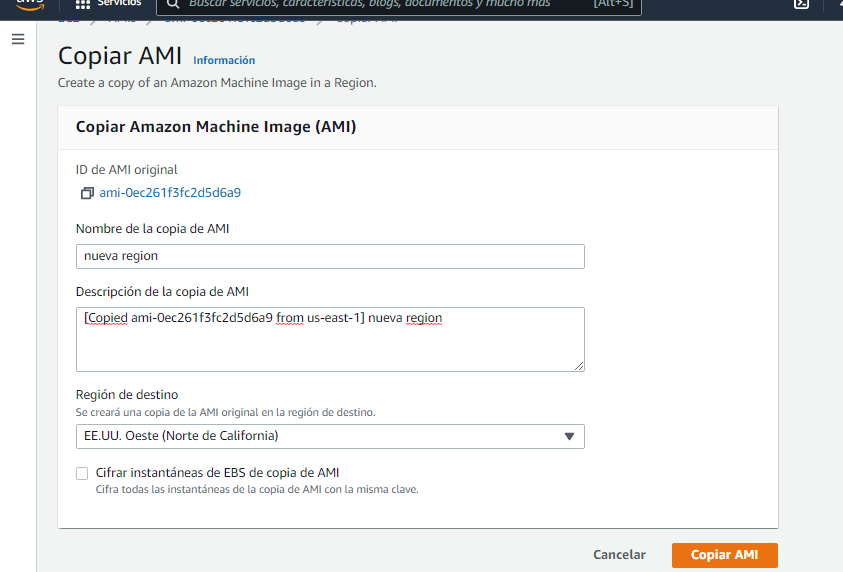 aws
Servicios
Buscar servicios, características, blogs, documentos y mucho más
[Alt+S]
Copiar AMI Información
Create a copy of an Amazon Machine Image in a Region.
Copiar Amazon Machine Image (AMI)
ID de AMI original
ami-0ec261f3fc2d5d6a9
Nombre de la copia de AMI
nueva region
Descripción de la copia de AMI
[Copied ami-0ec261f3fc2d5d6a9 from us-east-1] nueva region
Región de destino
Se creará una copia de la AMI original en la región de destino.
EE.UU. Oeste (Norte de California)
Cifrar instantáneas de EBS de copia de AMI
Cifra todas las instantáneas de la copia de AMI con la misma clave.
Cancelar
Copiar AMI